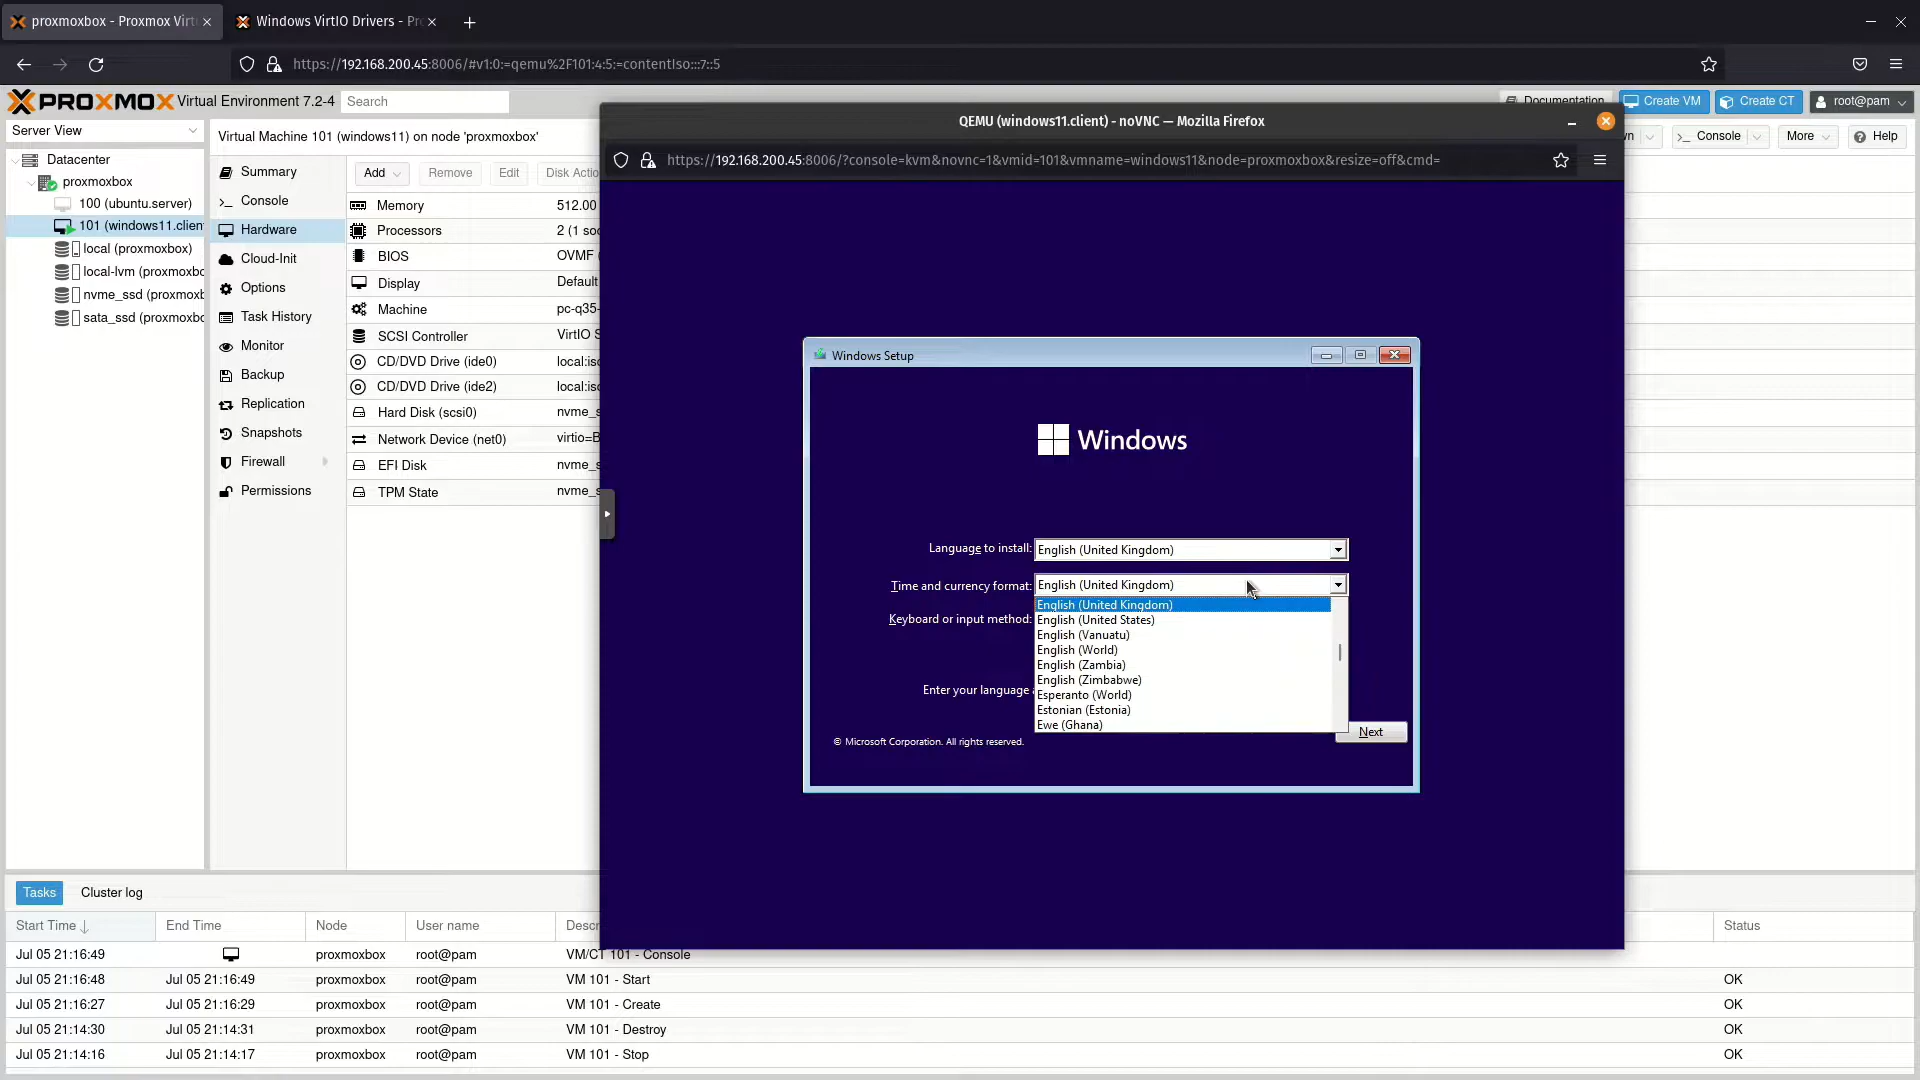 proxmoxbox - Proxmox Virt
Windows VirtIO Drivers - Pr
https://192.168.200.45:8006/#v1:0:=qemu%2F101:4:5:=contentIso:::7::5
PROXMOX Virtual Environment 7.2-4
Search
Documentation
Create VM
Create CT
root@pam
Server View
Virtual Machine 101 (windows11) on node 'proxmoxbox'
wn
Console
More
Help
Datacenter
proxmoxbox
100 (ubuntu.server)
101 (windows11.clien
local (proxmoxbox)
local-lvm (proxmoxbo
nvme_ssd (proxmoxb
sata_ssd (proxmoxbo
Summary
Console
Hardware
Cloud-Init
Options
Task History
Monitor
Backup
Replication
Snapshots
Firewall
Permissions
Add
Remove
Edit
Disk Actio
Memory 512.00
Processors 2 (1 soc
BIOS OVMF (
Display Default
Machine pc-q35-
SCSI Controller VirtIO S
CD/DVD Drive (ide0) local:iso
CD/DVD Drive (ide2) local:iso
Hard Disk (scsi0) nvme_s
Network Device (net0) virtio=B
EFI Disk nvme_s
TPM State nvme_s
QEMU (windows11.client) - noVNC — Mozilla Firefox
https://192.168.200.45:8006/?console=kvm&novnc=1&vmid=101&vmname=windows11&node=proxmoxbox&resize=off&cmd=
Windows Setup
Windows
Language to install: English (United Kingdom)
Time and currency format: English (United Kingdom)
Keyboard or input method:
English (United Kingdom)
English (United States)
English (Vanuatu)
English (World)
English (Zambia)
English (Zimbabwe)
Esperanto (World)
Estonian (Estonia)
Ewe (Ghana)
Enter your language
Next
© Microsoft Corporation. All rights reserved.
Tasks
Cluster log
Start Time End Time Node User name Descr Status
Jul 05 21:16:49 proxmoxbox root@pam VM/CT 101 - Console
Jul 05 21:16:48 Jul 05 21:16:49 proxmoxbox root@pam VM 101 - Start OK
Jul 05 21:16:27 Jul 05 21:16:29 proxmoxbox root@pam VM 101 - Create OK
Jul 05 21:14:30 Jul 05 21:14:31 proxmoxbox root@pam VM 101 - Destroy OK
Jul 05 21:14:16 Jul 05 21:14:17 proxmoxbox root@pam VM 101 - Stop OK